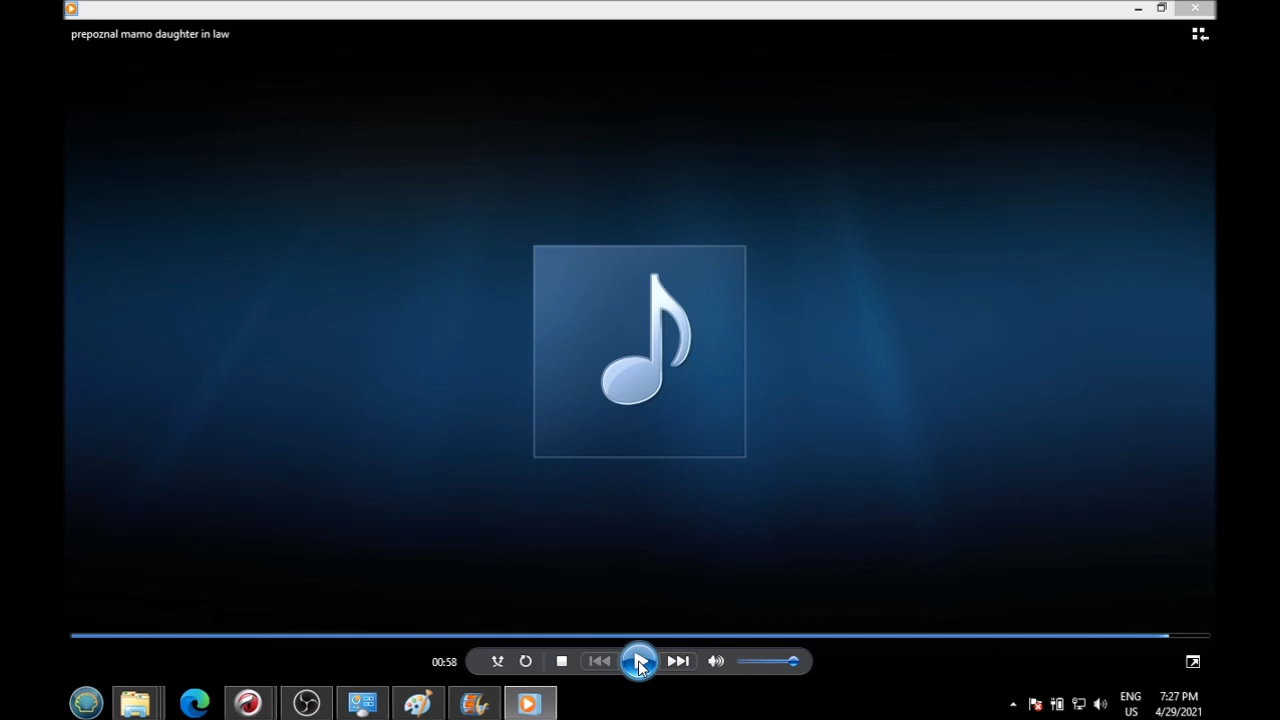 prepoznal mamo daughter in law
00:58
ENG
US
7:27 PM
4/29/2021